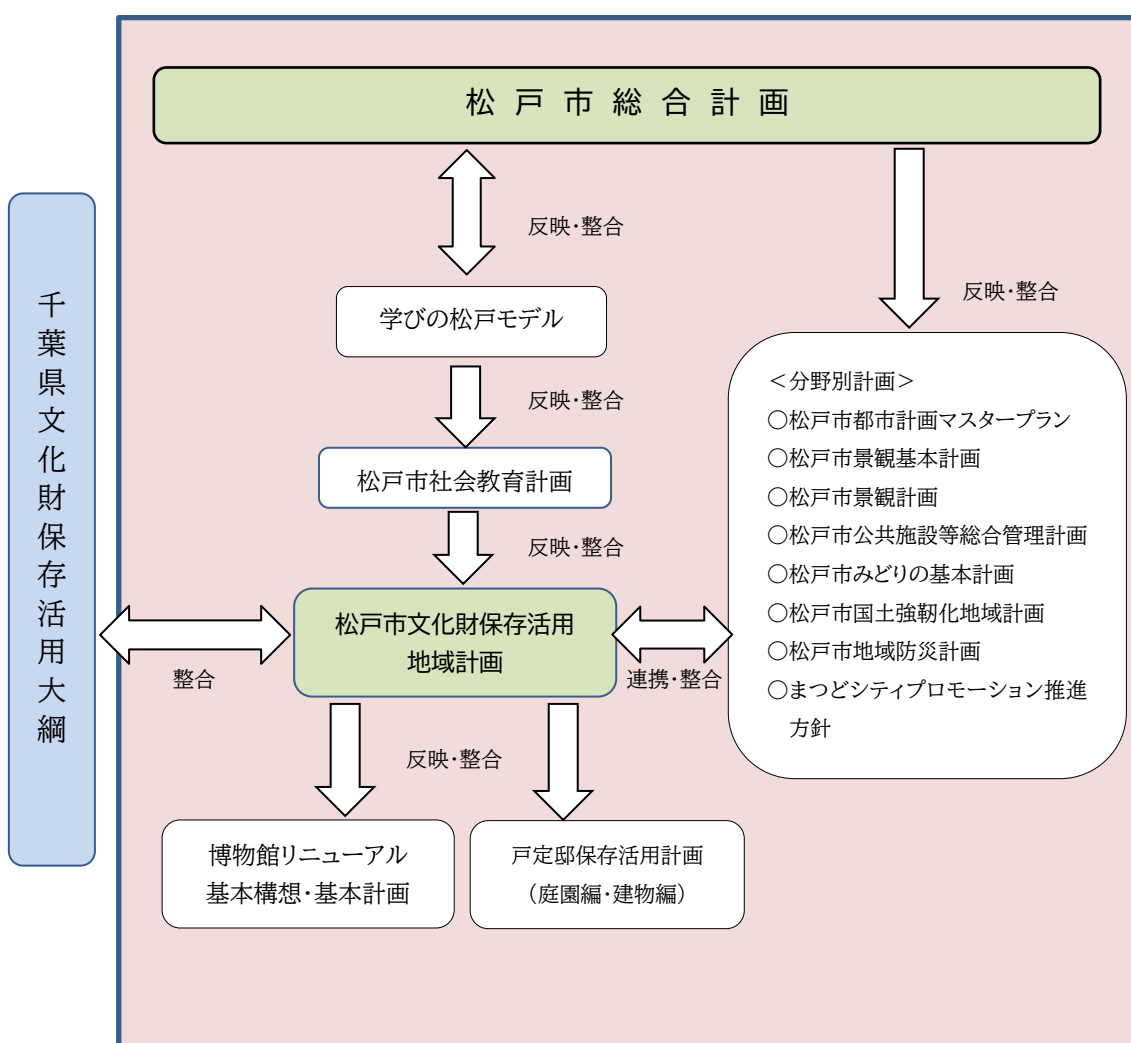 松戸市総合計画
反映・整合
反映・整合
学びの松戸モデル
反映・整合
松戸市社会教育計画
反映・整合
千葉県文化財保存活用大綱
整合
松戸市文化財保存活用
地域計画
連携・整合
<分野別計画>
○松戸市都市計画マスタープラン
○松戸市景観基本計画
○松戸市景観計画
○松戸市公共施設等総合管理計画
○松戸市みどりの基本計画
○松戸市国土強靭化地域計画
○松戸市地域防災計画
○まつどシティプロモーション推進
方針
反映・整合
博物館リニューアル
基本構想・基本計画
戸定邸保存活用計画
(庭園編・建物編)